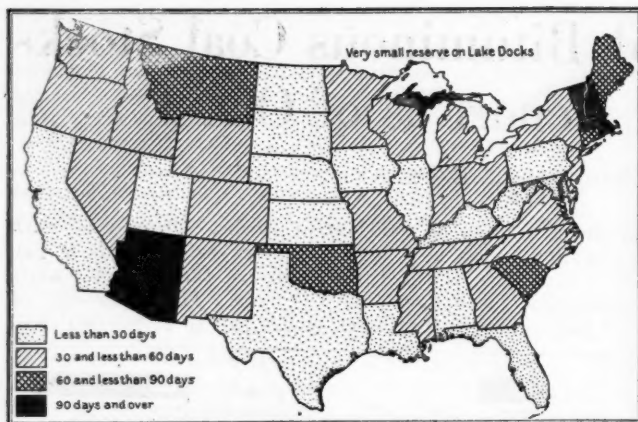 Very small reserve on Lake Docks
Less than 30 days
30 and less than 60 days
60 and less than 90 days
90 days and over